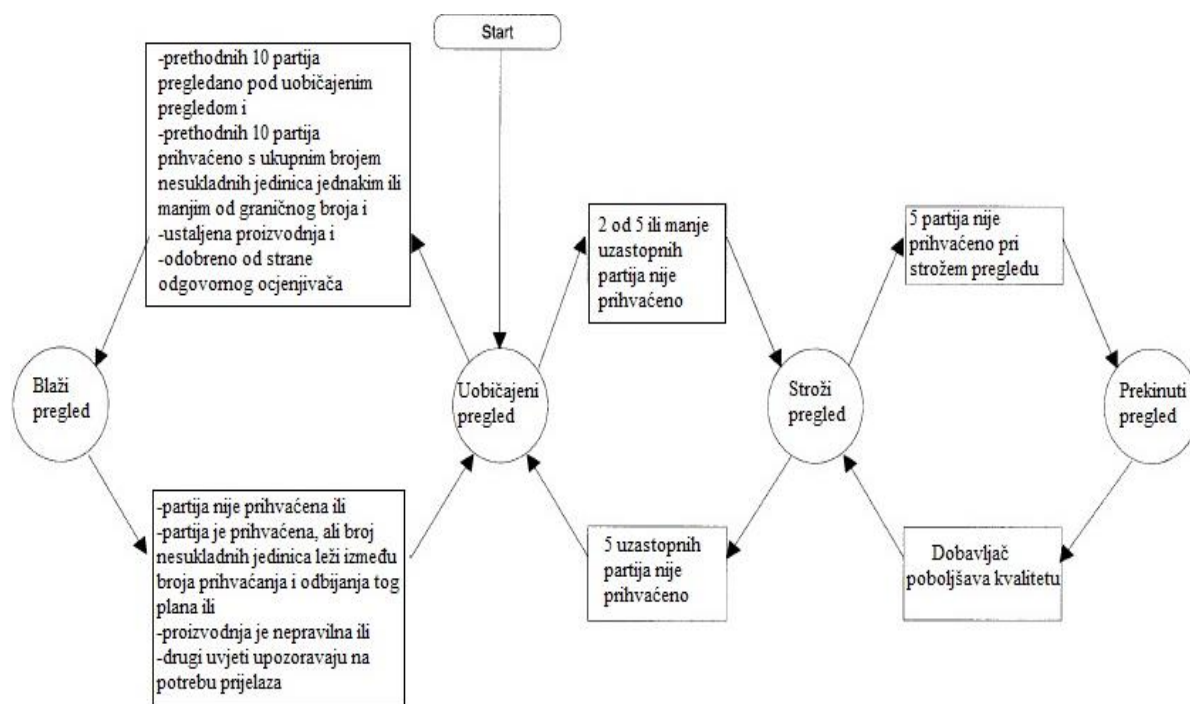 Start
-prethodnih 10 partija
pregledano pod uobičajenim
pregledom i
-prethodnih 10 partija
prihvaćeno s ukupnim brojem
nesukladnih jedinica jednakim ili
manjim od graničnog broja i
-ustaljena proizvodnja i
-odobreno od strane
odgovornog ocjenjivača
2 od 5 ili manje
uzastopnih
partija nije
prihvaćeno
5 partija nije
prihvaćeno pri
strožem pregledu
Blaži
pregled
Uobičajeni
pregled
Stroži
pregled
Prekinuti
pregled
-partija nije prihvaćena ili
-partija je prihvaćena, ali broj
nesukladnih jedinica leži između
broja prihvaćanja i odbijanja tog
plana ili
-proizvodnja je nepravilna ili
-drugi uvjeti upozoravaju na
potrebu prijelaza
5 uzastopnih
partija nije
prihvaćeno
Dobavljač
poboljšava kvalitetu